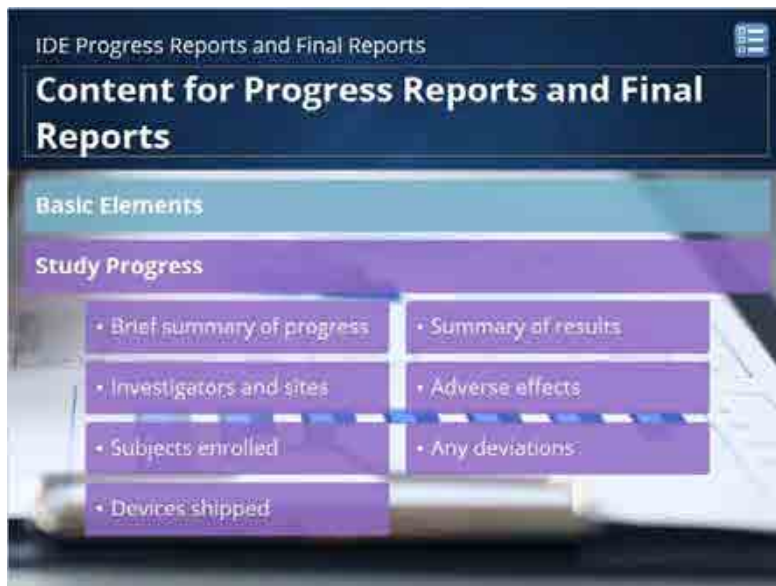 IDE Progress Reports and Final Reports
Content for Progress Reports and Final
Reports
Basic Elements
Study Progress
• Brief summary of progress
• Investigators and sites
• Subjects enrolled
• Devices shipped
• Summary of results
• Adverse effects
• Any deviations